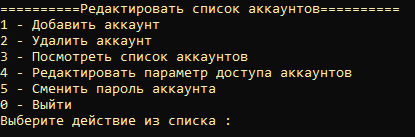 ==========Редактировать список аккаунтов==========
1 - Добавить аккаунт
2 - Удалить аккаунт
3 - Посмотреть список аккаунтов
4 - Редактировать параметр доступа аккаунтов
5 - Сменить пароль аккаунта
0 - Выйти
Выберите действие из списка :